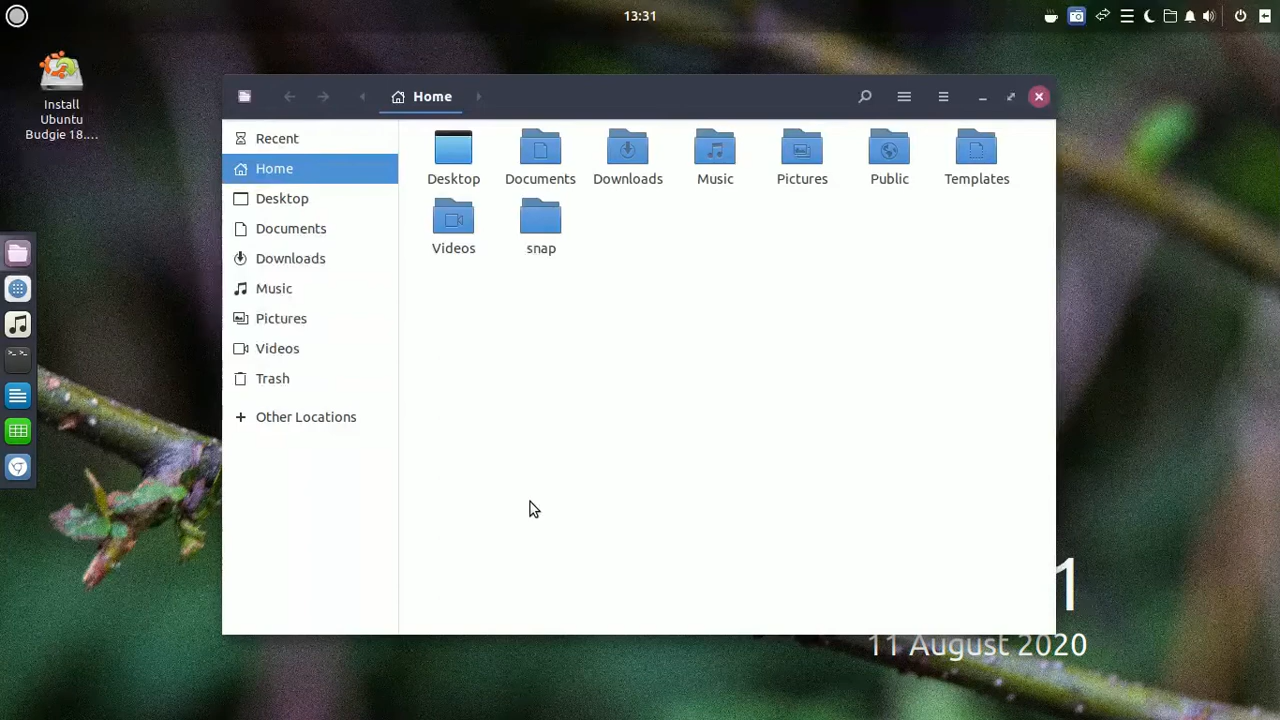 13:31
Install
Ubuntu
Budgie 18....
Home
Recent
Home
Desktop
Documents
Downloads
Music
Pictures
Videos
Trash
Other Locations
Desktop
Documents
Downloads
Music
Pictures
Public
Templates
Videos
snap
1
11 August 2020